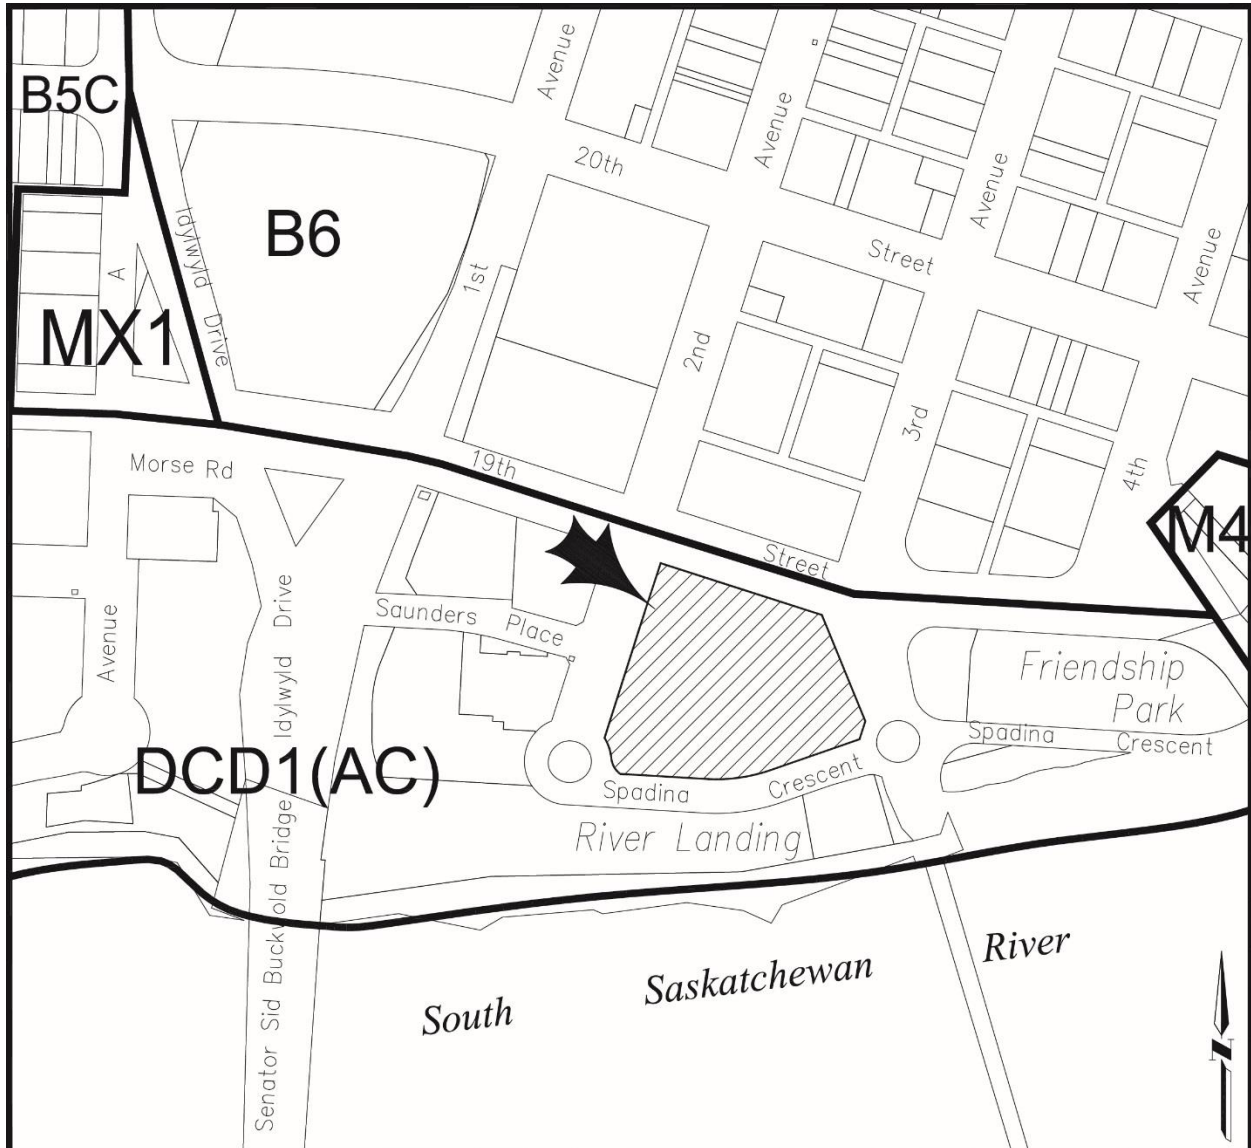 B5C
Avenue
Avenue
20th
Avenue
Avenue
Street
B6
Idylwyld Drive
1st
A
MX1
2nd
3rd
4th
Morse Rd
19th
Street
M4
Saunders Place
Avenue
Idylwyld Drive
Friendship
Park
Spadina Crescent
DCD1(AC)
Spadina Crescent
River Landing
Senator Sid Buckwold Bridge
South Saskatchewan River
N